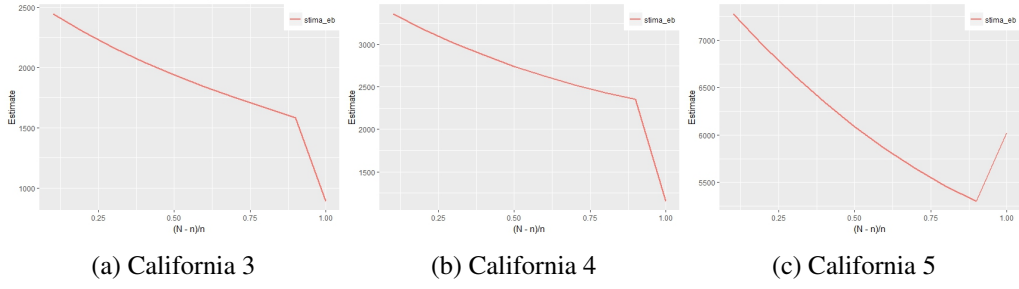 stima_eb
2500
2000
1500
1000
Estimate
0.25 0.50 0.75 1.00
(N - n)/n
(a) California 3
stima_eb
3000
2500
2000
1500
Estimate
0.25 0.50 0.75 1.00
(N - n)/n
(b) California 4
stima_eb
7000
6500
6000
5500
Estimate
0.25 0.50 0.75 1.00
(N - n)/n
(c) California 5